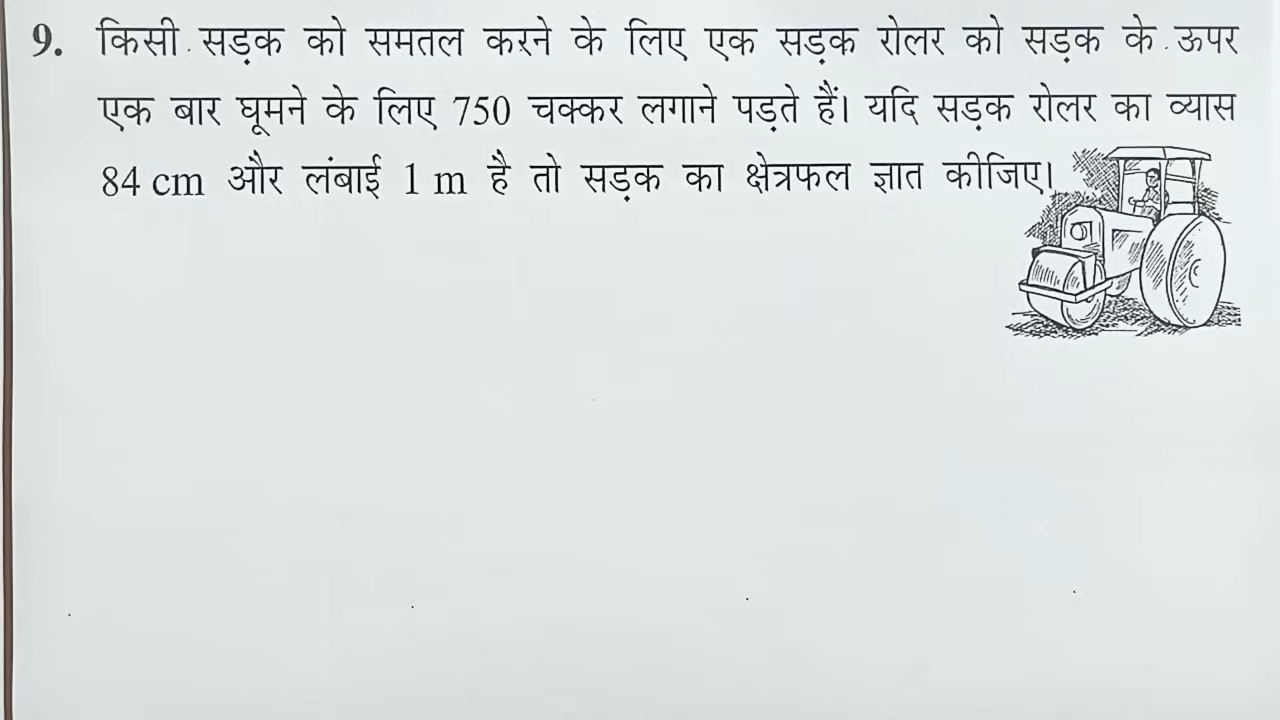 9. किसी सड़क को समतल करने के लिए एक सड़क रोलर को सड़क के ऊपर
एक बार घूमने के लिए 750 चक्कर लगाने पड़ते हैं। यदि सड़क रोलर का व्यास
84 cm और लंबाई 1 m है तो सड़क का क्षेत्रफल ज्ञात कीजिए।